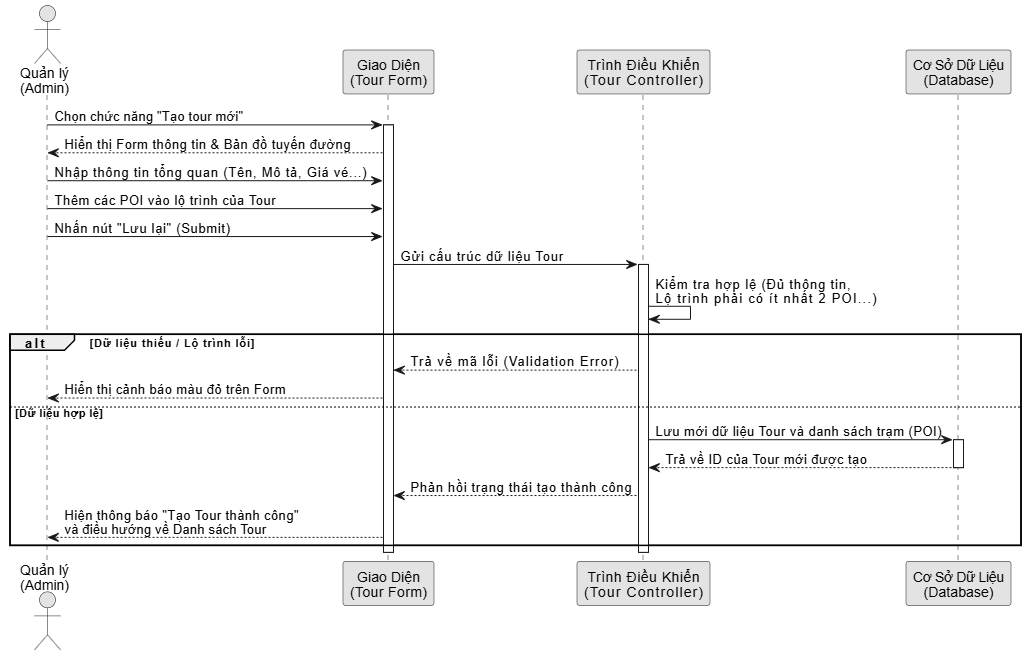 Quản lý
(Admin)
Giao Diện
(Tour Form)
Trình Điều Khiển
(Tour Controller)
Cơ Sở Dữ Liệu
(Database)
Chọn chức năng "Tạo tour mới"
Hiển thị Form thông tin & Bản đồ tuyến đường
Nhập thông tin tổng quan (Tên, Mô tả, Giá vé...)
Thêm các POI vào lộ trình của Tour
Nhấn nút "Lưu lại" (Submit)
Gửi cấu trúc dữ liệu Tour
Kiểm tra hợp lệ (Đủ thông tin,
Lộ trình phải có ít nhất 2 POI...)
alt [Dữ liệu thiếu / Lộ trình lỗi]
Trả về mã lỗi (Validation Error)
Hiển thị cảnh báo màu đỏ trên Form
[Dữ liệu hợp lệ]
Lưu mới dữ liệu Tour và danh sách trạm (POI)
Trả về ID của Tour mới được tạo
Phản hồi trạng thái tạo thành công
Hiện thông báo "Tạo Tour thành công"
và điều hướng về Danh sách Tour
Quản lý
(Admin)
Giao Diện
(Tour Form)
Trình Điều Khiển
(Tour Controller)
Cơ Sở Dữ Liệu
(Database)